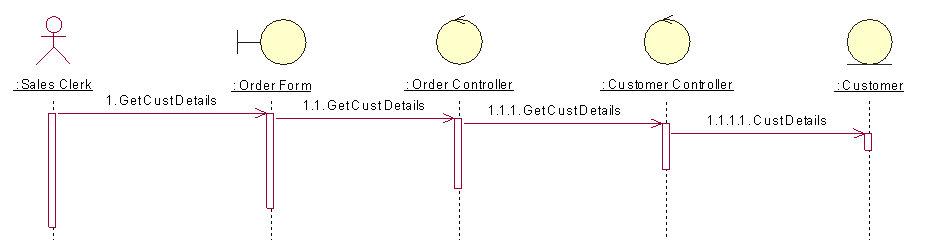 : Sales Clerk
: Order Form
: Order Controller
: Customer Controller
: Customer
1. GetCustDetails
1.1. GetCustDetails
1.1.1. GetCustDetails
1.1.1.1. CustDetails